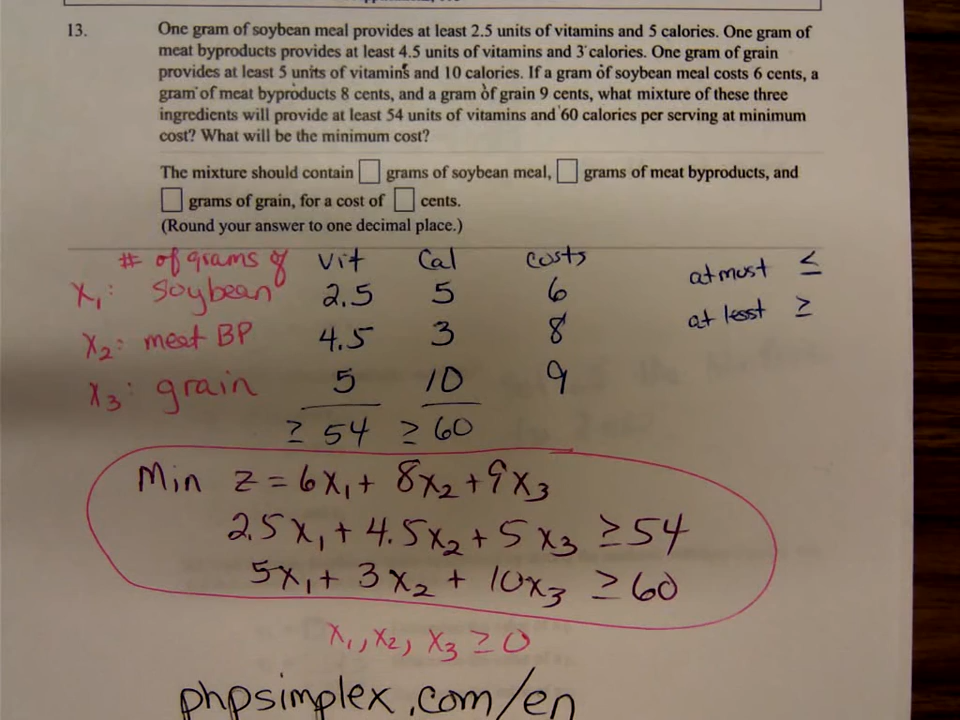 13. One gram of soybean meal provides at least 2.5 units of vitamins and 5 calories. One gram of
meat byproducts provides at least 4.5 units of vitamins and 3 calories. One gram of grain
provides at least 5 units of vitamins and 10 calories. If a gram of soybean meal costs 6 cents, a
gram of meat byproducts 8 cents, and a gram of grain 9 cents, what mixture of these three
ingredients will provide at least 54 units of vitamins and 60 calories per serving at minimum
cost? What will be the minimum cost?
The mixture should contain □ grams of soybean meal, □ grams of meat byproducts, and
□ grams of grain, for a cost of □ cents.
(Round your answer to one decimal place.)
# of grams of vit Cal costs at must ≤
x₁: soybean 2.5 5 6 at least ≥
x₂: meat BP 4.5 3 8
x₃: grain 5 10 9
≥ 54 ≥ 60
Min z = 6x₁ + 8x₂ + 9x₃
2.5x₁ + 4.5x₂ + 5x₃ ≥ 54
5x₁ + 3x₂ + 10x₃ ≥ 60
x₁, x₂, x₃ ≥ 0
phpsimplex.com/en